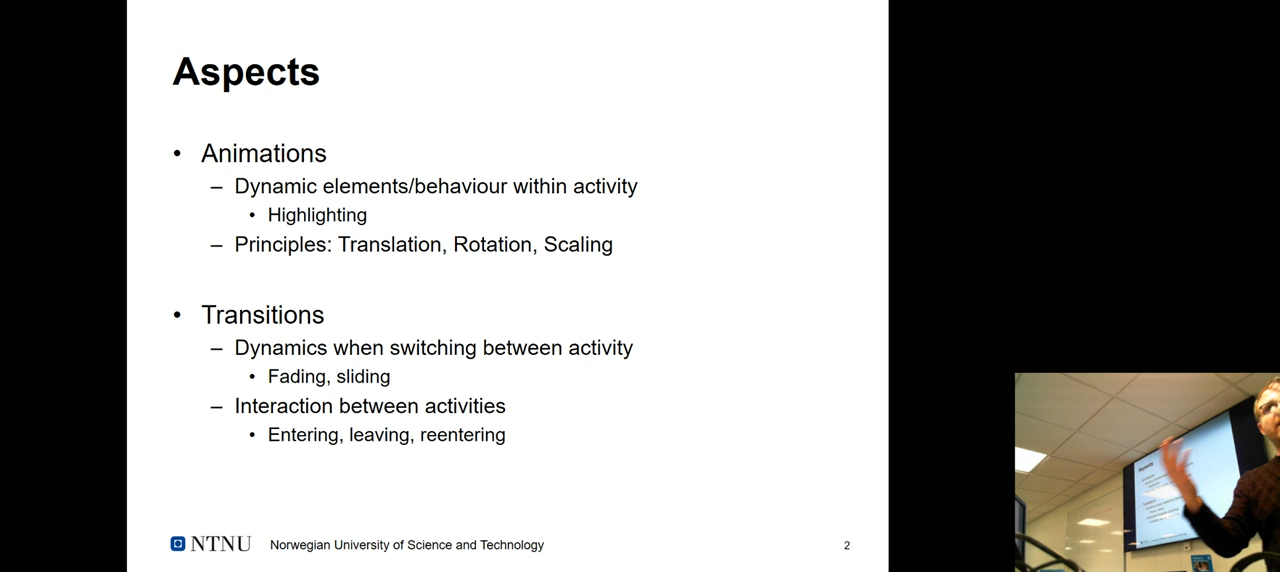 Aspects
• Animations
– Dynamic elements/behaviour within activity
• Highlighting
– Principles: Translation, Rotation, Scaling
• Transitions
– Dynamics when switching between activity
• Fading, sliding
– Interaction between activities
• Entering, leaving, reentering
NTNU Norwegian University of Science and Technology 2
Aspects